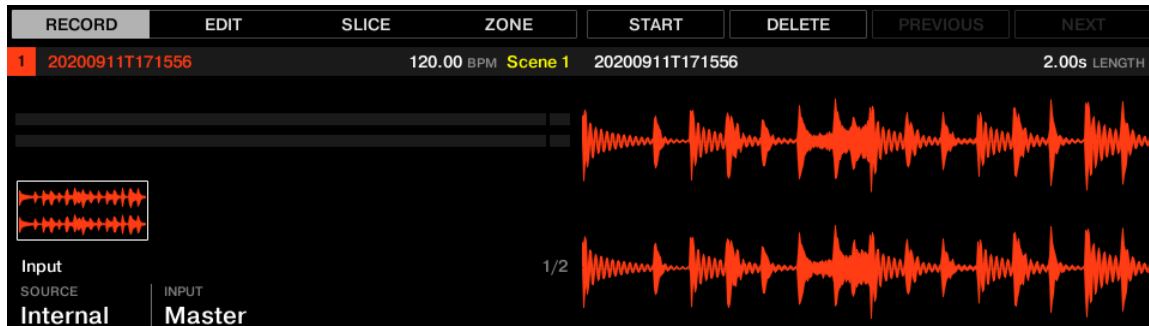 RECORD EDIT SLICE ZONE START DELETE PREVIOUS NEXT
1 20200911T171556 120.00 BPM Scene 1 20200911T171556 2.00s LENGTH
Input 1/2
SOURCE INPUT
Internal Master